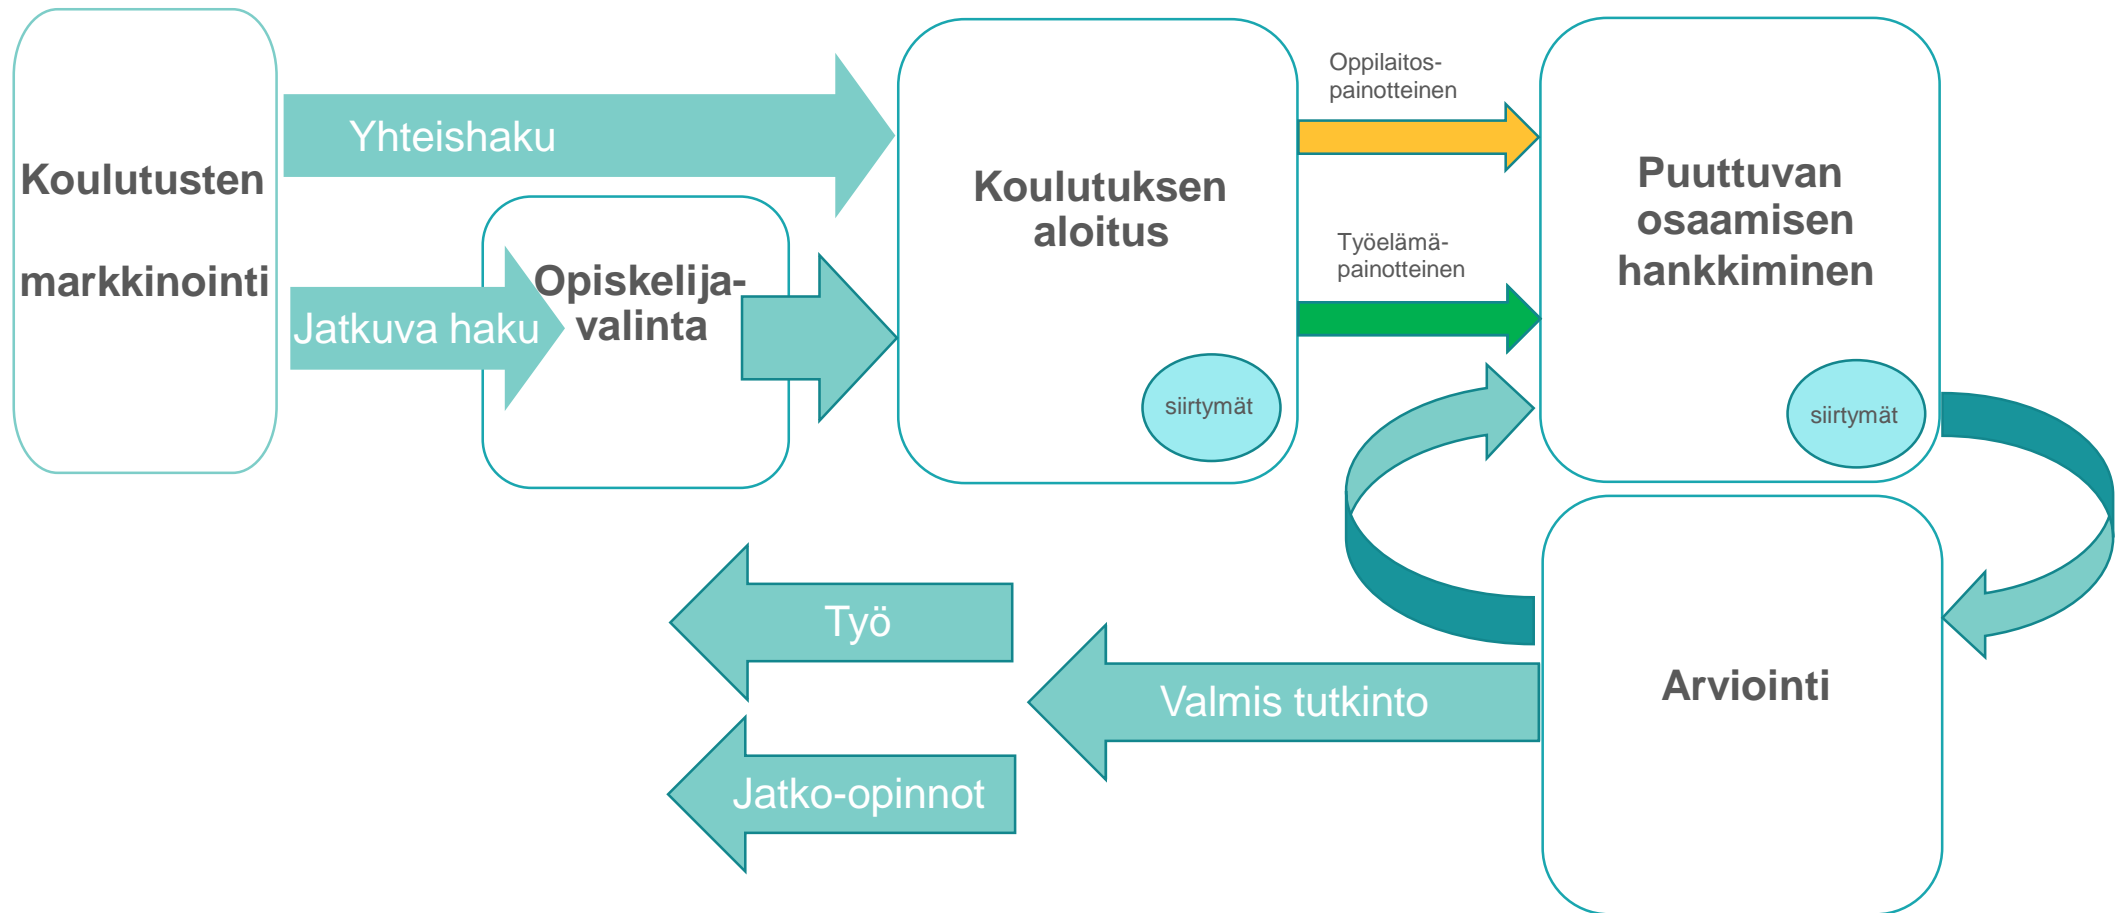 Koulutusten
markkinointi
Yhteishaku
Jatkuva haku
Opiskelija-
valinta
Koulutuksen
aloitus
siirtymät
Oppilaitos-
painotteinen
Työelämä-
painotteinen
Puuttuvan
osaamisen
hankkiminen
siirtymät
Arviointi
Valmis tutkinto
Työ
Jatko-opinnot